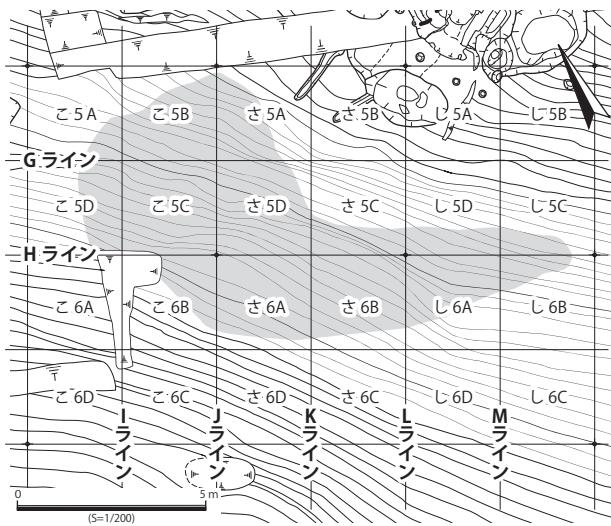 こ 5 A こ 5B さ 5A さ 5B し 5A し 5B
G ライン
こ 5D こ 5C さ 5D さ 5C し 5D し 5C
H ライン
こ 6A こ 6B さ 6A さ 6B し 6A し 6B
こ 6D こ 6C さ 6D さ 6C し 6D し 6C
I ライン
J ライン
K ライン
L ライン
M ライン
0 5 m
(S=1/200)